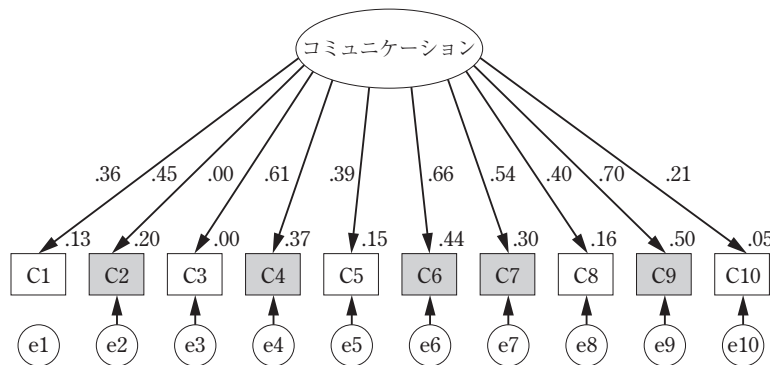 コミュニケーション
.36 .45 .00 .61 .39 .66 .54 .40 .70 .21
.13 .20 .00 .37 .15 .44 .30 .16 .50 .05
C1 C2 C3 C4 C5 C6 C7 C8 C9 C10
e1 e2 e3 e4 e5 e6 e7 e8 e9 e10